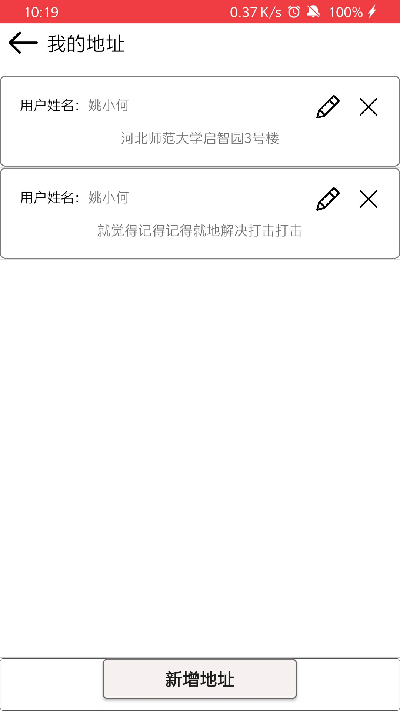 10:19 0.37 K/s 100%
我的地址
用户姓名：姚小何
河北师范大学启智园3号楼
用户姓名：姚小何
就觉得记得记得就地解决打击打击
新增地址